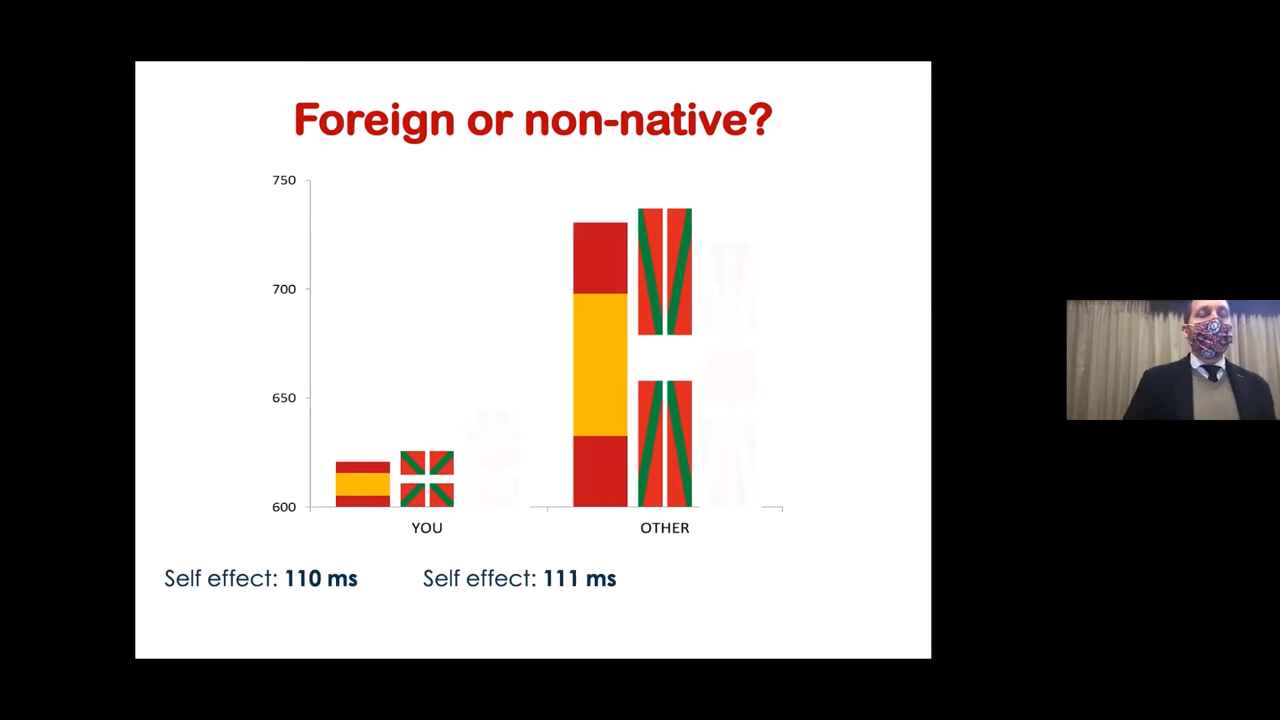 Foreign or non-native?
750
700
650
600
YOU OTHER
Self effect: 110 ms Self effect: 111 ms